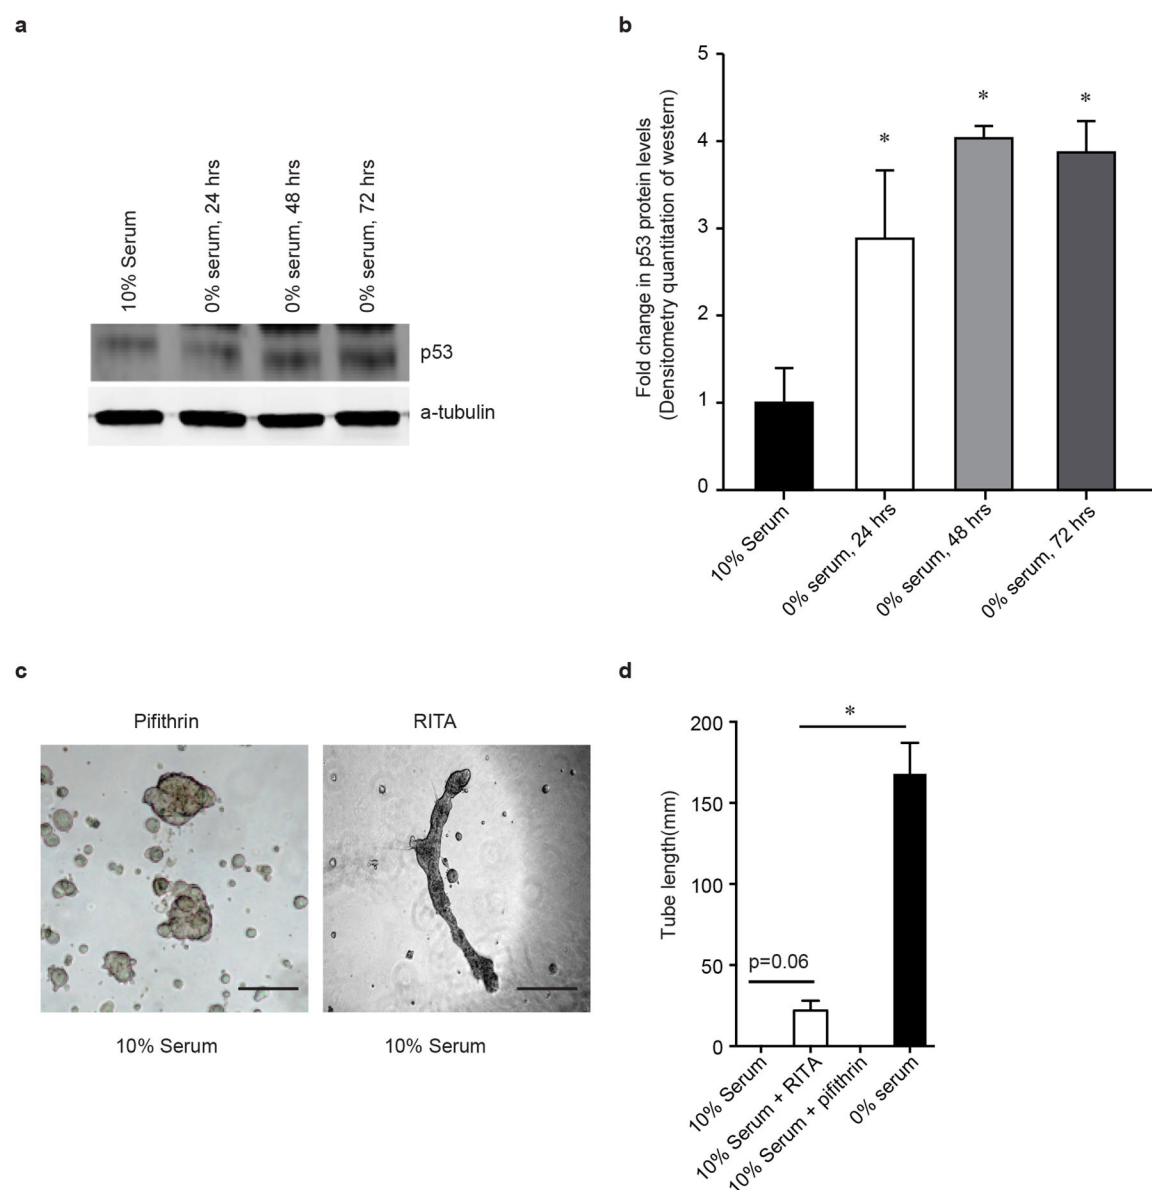 a
10% Serum
0% serum, 24 hrs
0% serum, 48 hrs
0% serum, 72 hrs
p53
a-tubulin
b
Fold change in p53 protein levels
(Densitometry quantitation of western)
5
4
3
2
1
0
*
*
*
10% Serum
0% serum, 24 hrs
0% serum, 48 hrs
0% serum, 72 hrs
c
Pifithrin
RITA
10% Serum
10% Serum
d
Tube length(mm)
200
150
100
50
0
*
p=0.06
10% Serum
10% Serum + RITA
10% Serum + pifithrin
0% serum